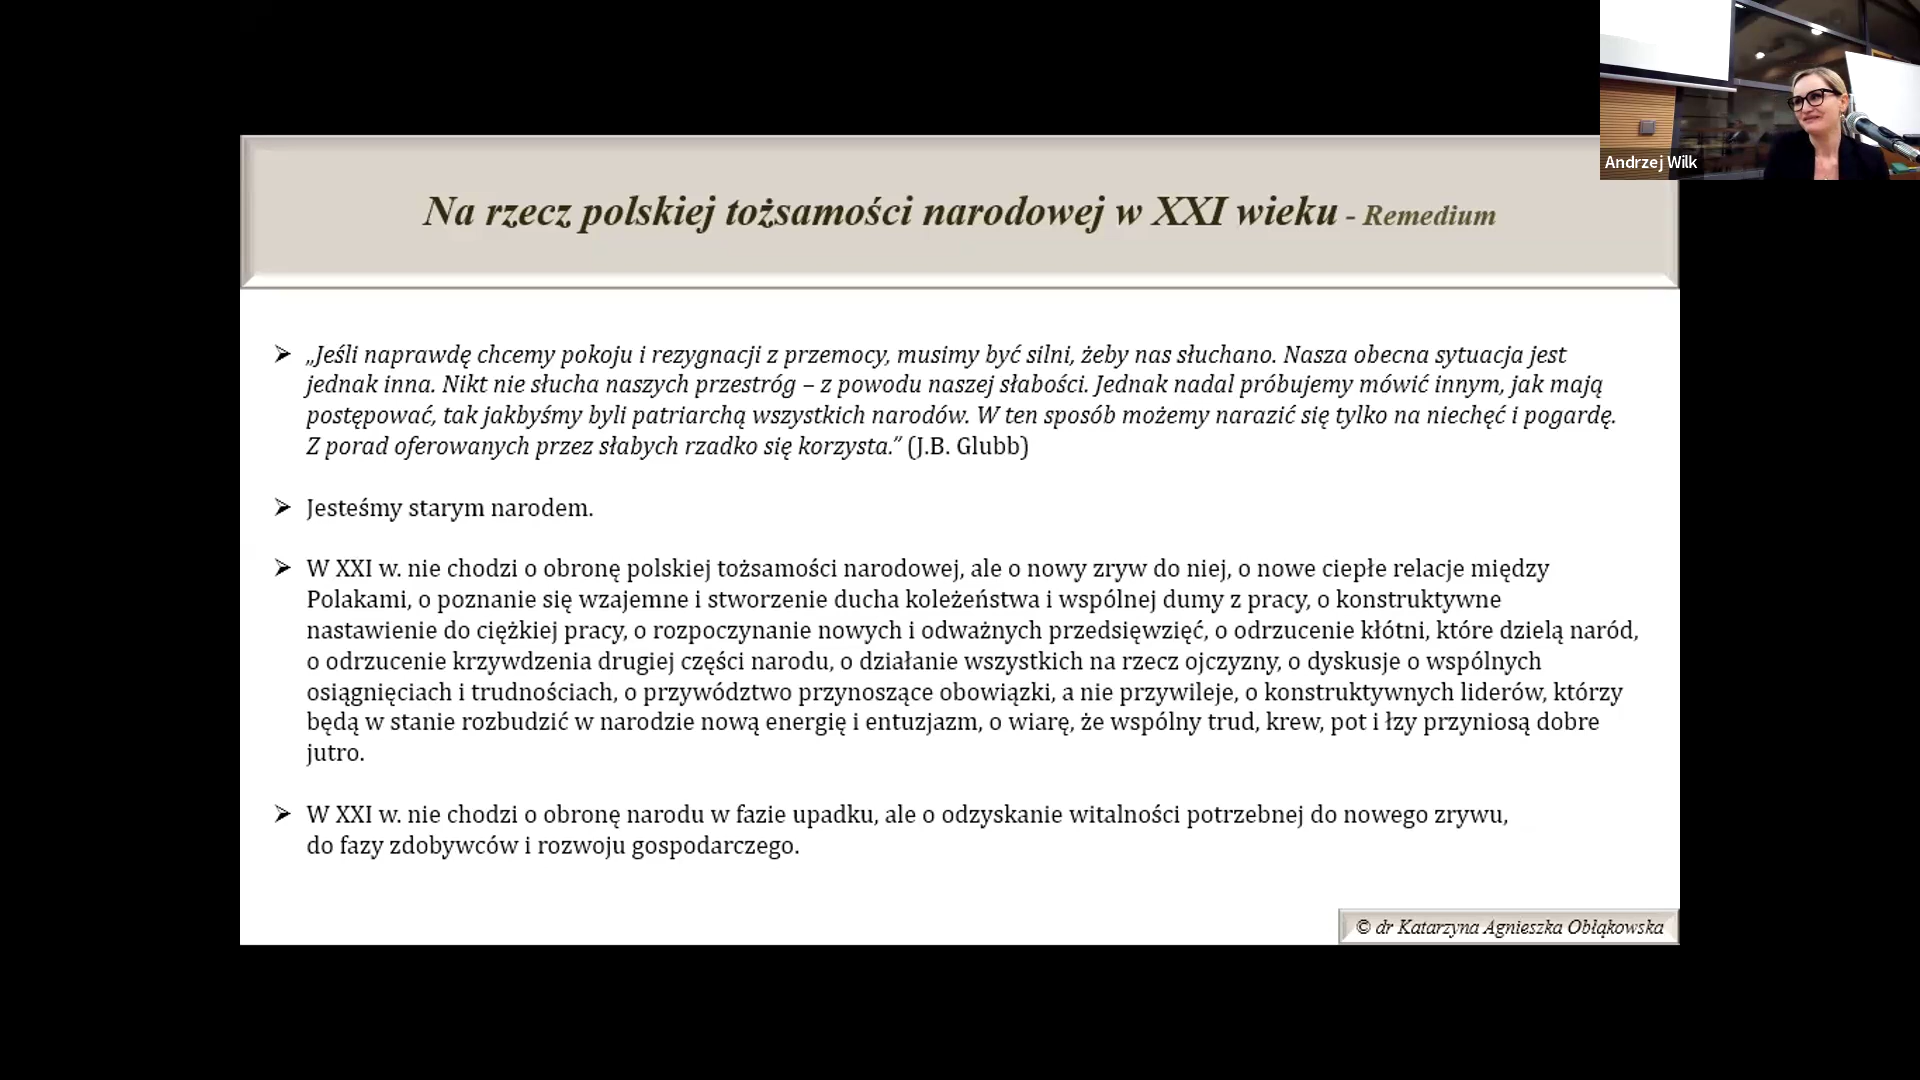 Andrzej Wilk
Na rzecz polskiej tożsamości narodowej w XXI wieku - Remedium
➢ „Jeśli naprawdę chcemy pokoju i rezygnacji z przemocy, musimy być silni, żeby nas słuchano. Nasza obecna sytuacja jest
jednak inna. Nikt nie słucha naszych przestróg – z powodu naszej słabości. Jednak nadal próbujemy mówić innym, jak mają
postępować, tak jakbyśmy byli patriarchą wszystkich narodów. W ten sposób możemy narazić się tylko na niechęć i pogardę.
Z porad oferowanych przez słabych rzadko się korzysta.” (J.B. Glubb)
➢ Jesteśmy starym narodem.
➢ W XXI w. nie chodzi o obronę polskiej tożsamości narodowej, ale o nowy zryw do niej, o nowe ciepłe relacje między
Polakami, o poznanie się wzajemne i stworzenie ducha koleżeństwa i wspólnej dumy z pracy, o konstruktywne
nastawienie do ciężkiej pracy, o rozpoczynanie nowych i odważnych przedsięwzięć, o odrzucenie kłótni, które dzielą naród,
o odrzucenie krzywdzenia drugiej części narodu, o działanie wszystkich na rzecz ojczyzny, o dyskusje o wspólnych
osiągnięciach i trudnościach, o przywództwo przynoszące obowiązki, a nie przywileje, o konstruktywnych liderów, którzy
będą w stanie rozbudzić w narodzie nową energię i entuzjazm, o wiarę, że wspólny trud, krew, pot i łzy przyniosą dobre
jutro.
➢ W XXI w. nie chodzi o obronę narodu w fazie upadku, ale o odzyskanie witalności potrzebnej do nowego zrywu,
do fazy zdobywców i rozwoju gospodarczego.
© dr Katarzyna Agnieszka Obłąkowska